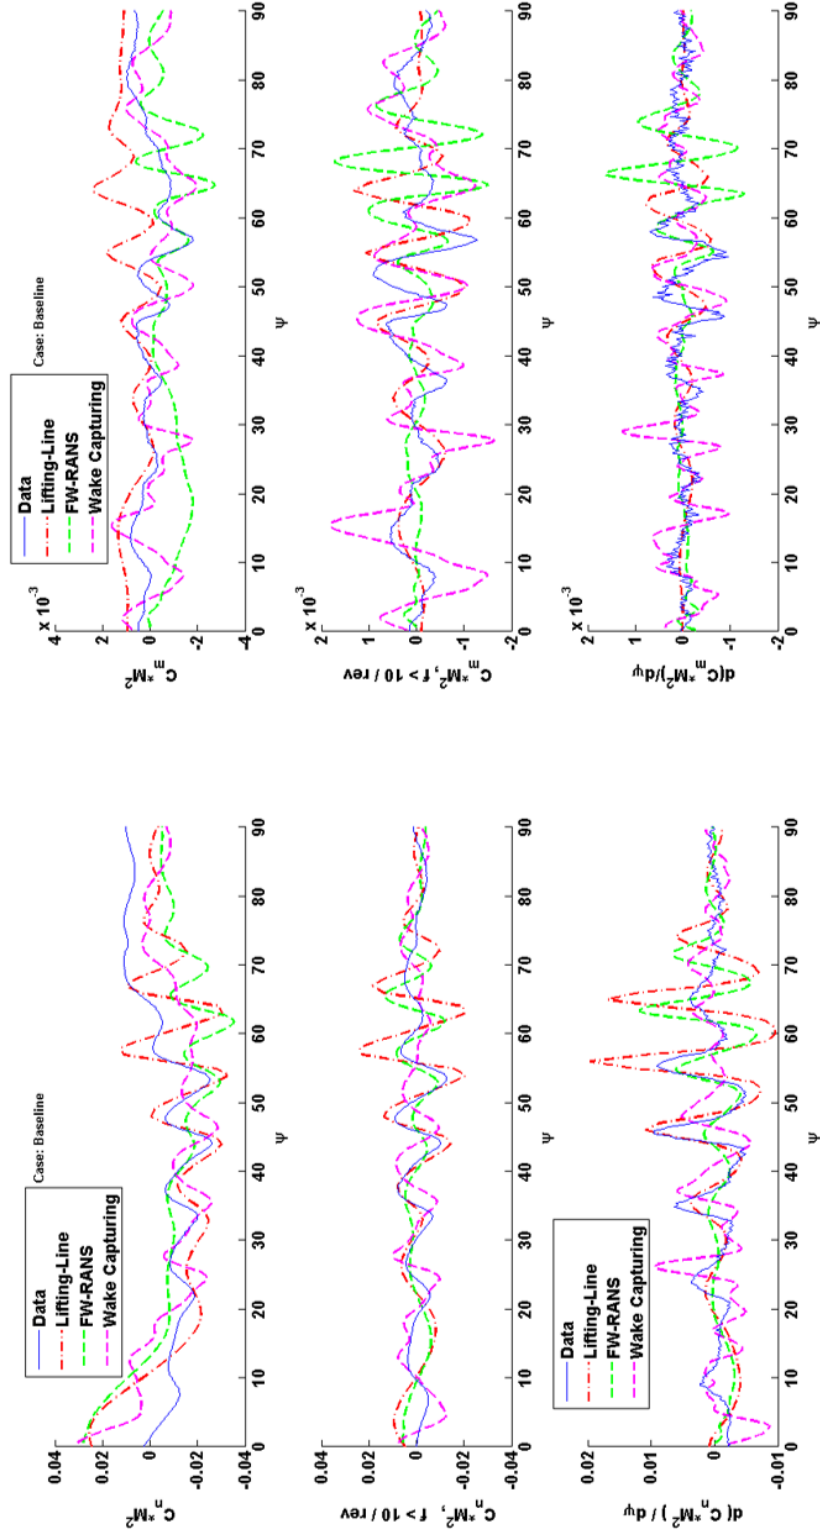 Data
Lifting-Line
FW-RANS
Wake Capturing
Case: Baseline
0.04
0.02
0
-0.02
-0.04
C_n*M^2
0 10 20 30 40 50 60 70 80 90
Ψ
x 10^-3
Data
Lifting-Line
FW-RANS
Wake Capturing
Case: Baseline
4
2
0
-2
-4
C_m*M^2
0 10 20 30 40 50 60 70 80 90
Ψ
0.04
0.02
0
-0.02
-0.04
C_n*M^2, f > 10 / rev
0 10 20 30 40 50 60 70 80 90
Ψ
x 10^-3
2
1
0
-1
-2
C_m*M^2, f > 10 / rev
0 10 20 30 40 50 60 70 80 90
Ψ
Data
Lifting-Line
FW-RANS
Wake Capturing
0.02
0.01
0
-0.01
d( C_n*M^2 ) / dψ
0 10 20 30 40 50 60 70 80 90
Ψ
x 10^-3
2
1
0
-1
-2
d(C_m*M^2)/dψ
0 10 20 30 40 50 60 70 80 90
Ψ